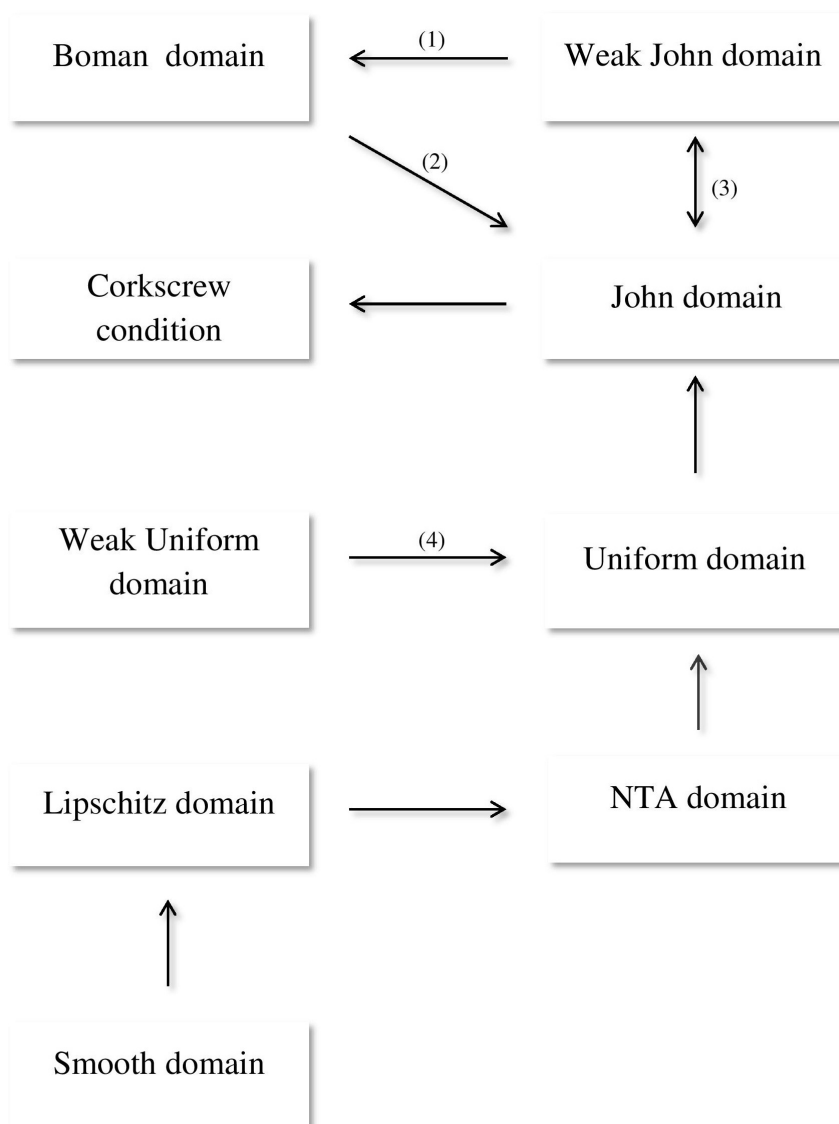 Boman domain
(1)
Weak John domain
(2)
(3)
Corkscrew
condition
John domain
Weak Uniform
domain
(4)
Uniform domain
Lipschitz domain
NTA domain
Smooth domain